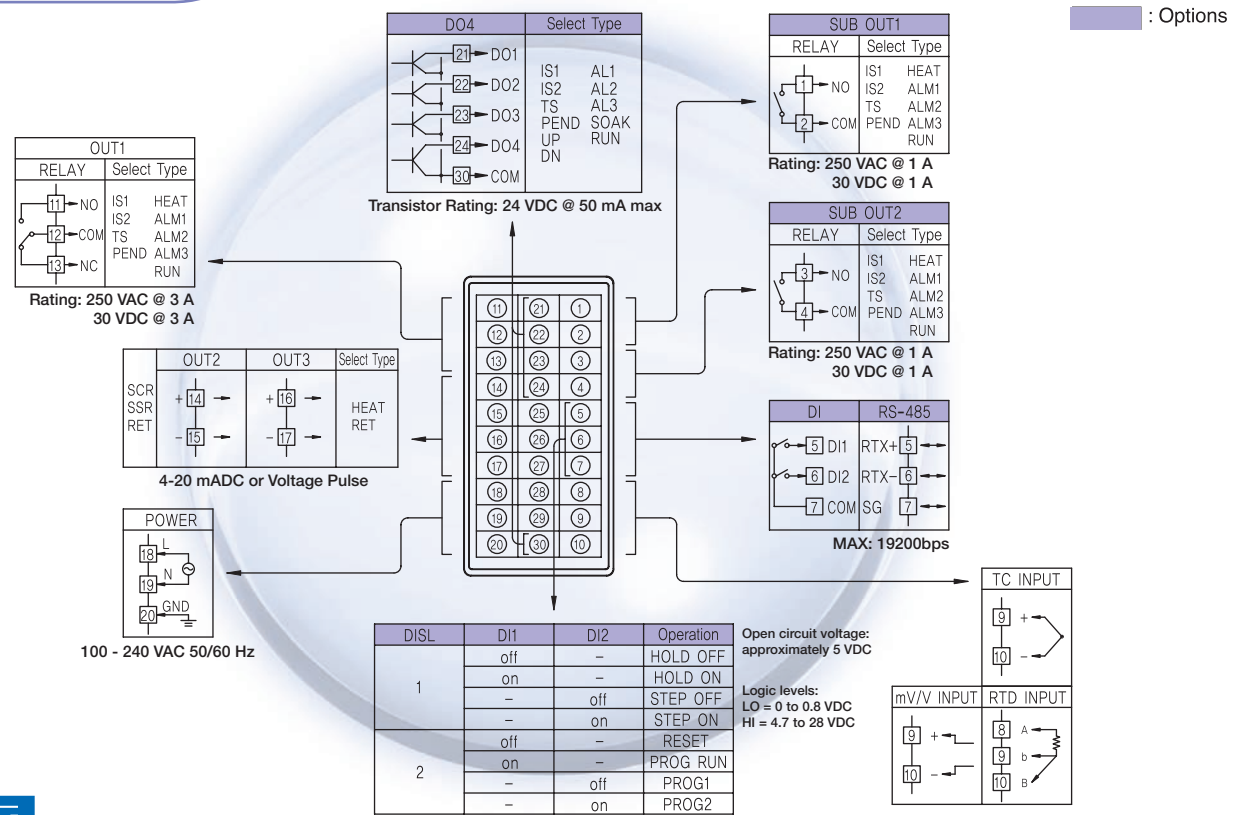 : Options
DO4 Select Type
21 DO1
22 DO2
23 DO3
24 DO4
30 COM
IS1 AL1
IS2 AL2
TS AL3
PEND SOAK
UP RUN
DN
Transistor Rating: 24 VDC @ 50 mA max
SUB OUT1
RELAY Select Type
1 NO
2 COM
IS1 HEAT
IS2 ALM1
TS ALM2
PEND ALM3
RUN
Rating: 250 VAC @ 1 A
30 VDC @ 1 A
OUT1
RELAY Select Type
11 NO
12 COM
13 NC
IS1 HEAT
IS2 ALM1
TS ALM2
PEND ALM3
RUN
Rating: 250 VAC @ 3 A
30 VDC @ 3 A
SUB OUT2
RELAY Select Type
3 NO
4 COM
IS1 HEAT
IS2 ALM1
TS ALM2
PEND ALM3
RUN
Rating: 250 VAC @ 1 A
30 VDC @ 1 A
11 21 1
12 22 2
13 23 3
14 24 4
15 25 5
16 26 6
17 27 7
18 28 8
19 29 9
20 30 10
OUT2 OUT3 Select Type
SCR
SSR
RET
+ 14 + 16
- 15 - 17
HEAT
RET
4-20 mADC or Voltage Pulse
DI RS-485
5 DI1 RTX+ 5
6 DI2 RTX- 6
7 COM SG 7
MAX: 19200bps
POWER
18 L
19 N
20 GND
100 - 240 VAC 50/60 Hz
TC INPUT
9 +
10 -
DISL DI1 DI2 Operation
1
off – HOLD OFF
on – HOLD ON
– off STEP OFF
– on STEP ON
2
off – RESET
on – PROG RUN
– off PROG1
– on PROG2
Open circuit voltage:
approximately 5 VDC
Logic levels:
LO = 0 to 0.8 VDC
HI = 4.7 to 28 VDC
mV/V INPUT RTD INPUT
9 +
10 -
8 A
9 b
10 B